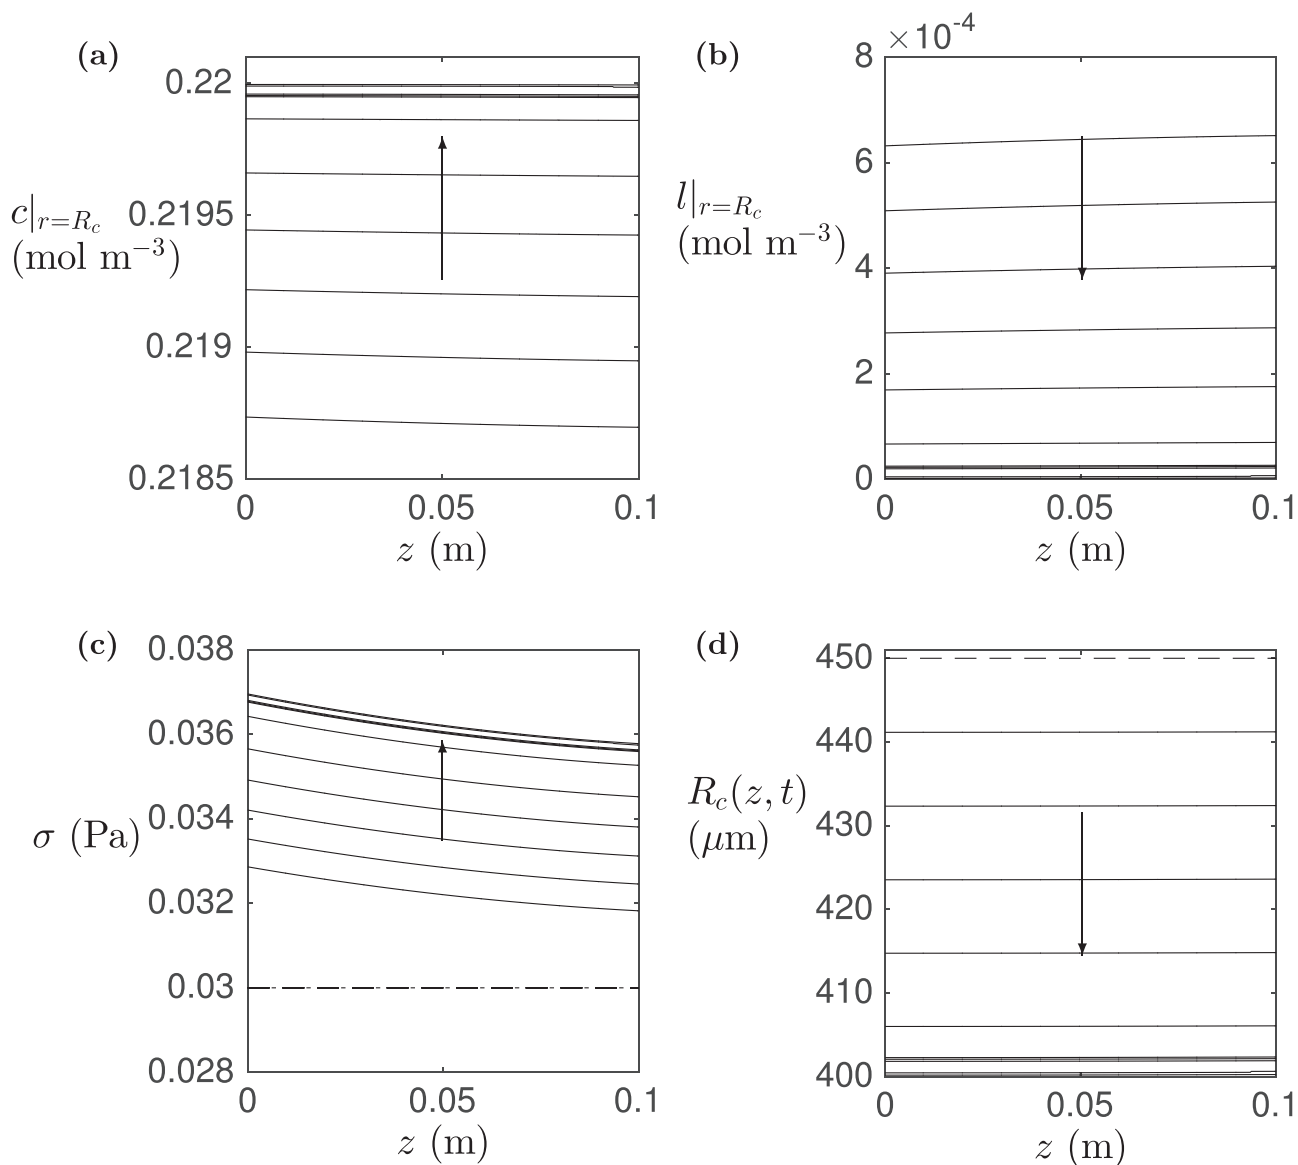 (a)
0.22
0.2195
0.219
0.2185
c|r=Rc
(mol m−3)
0 0.05 0.1
z (m)
(b)
×10-4
8
6
4
2
0
l|r=Rc
(mol m−3)
0 0.05 0.1
z (m)
(c)
0.038
0.036
0.034
0.032
0.03
0.028
σ (Pa)
0 0.05 0.1
z (m)
(d)
450
440
430
420
410
400
Rc(z, t)
(μm)
0 0.05 0.1
z (m)